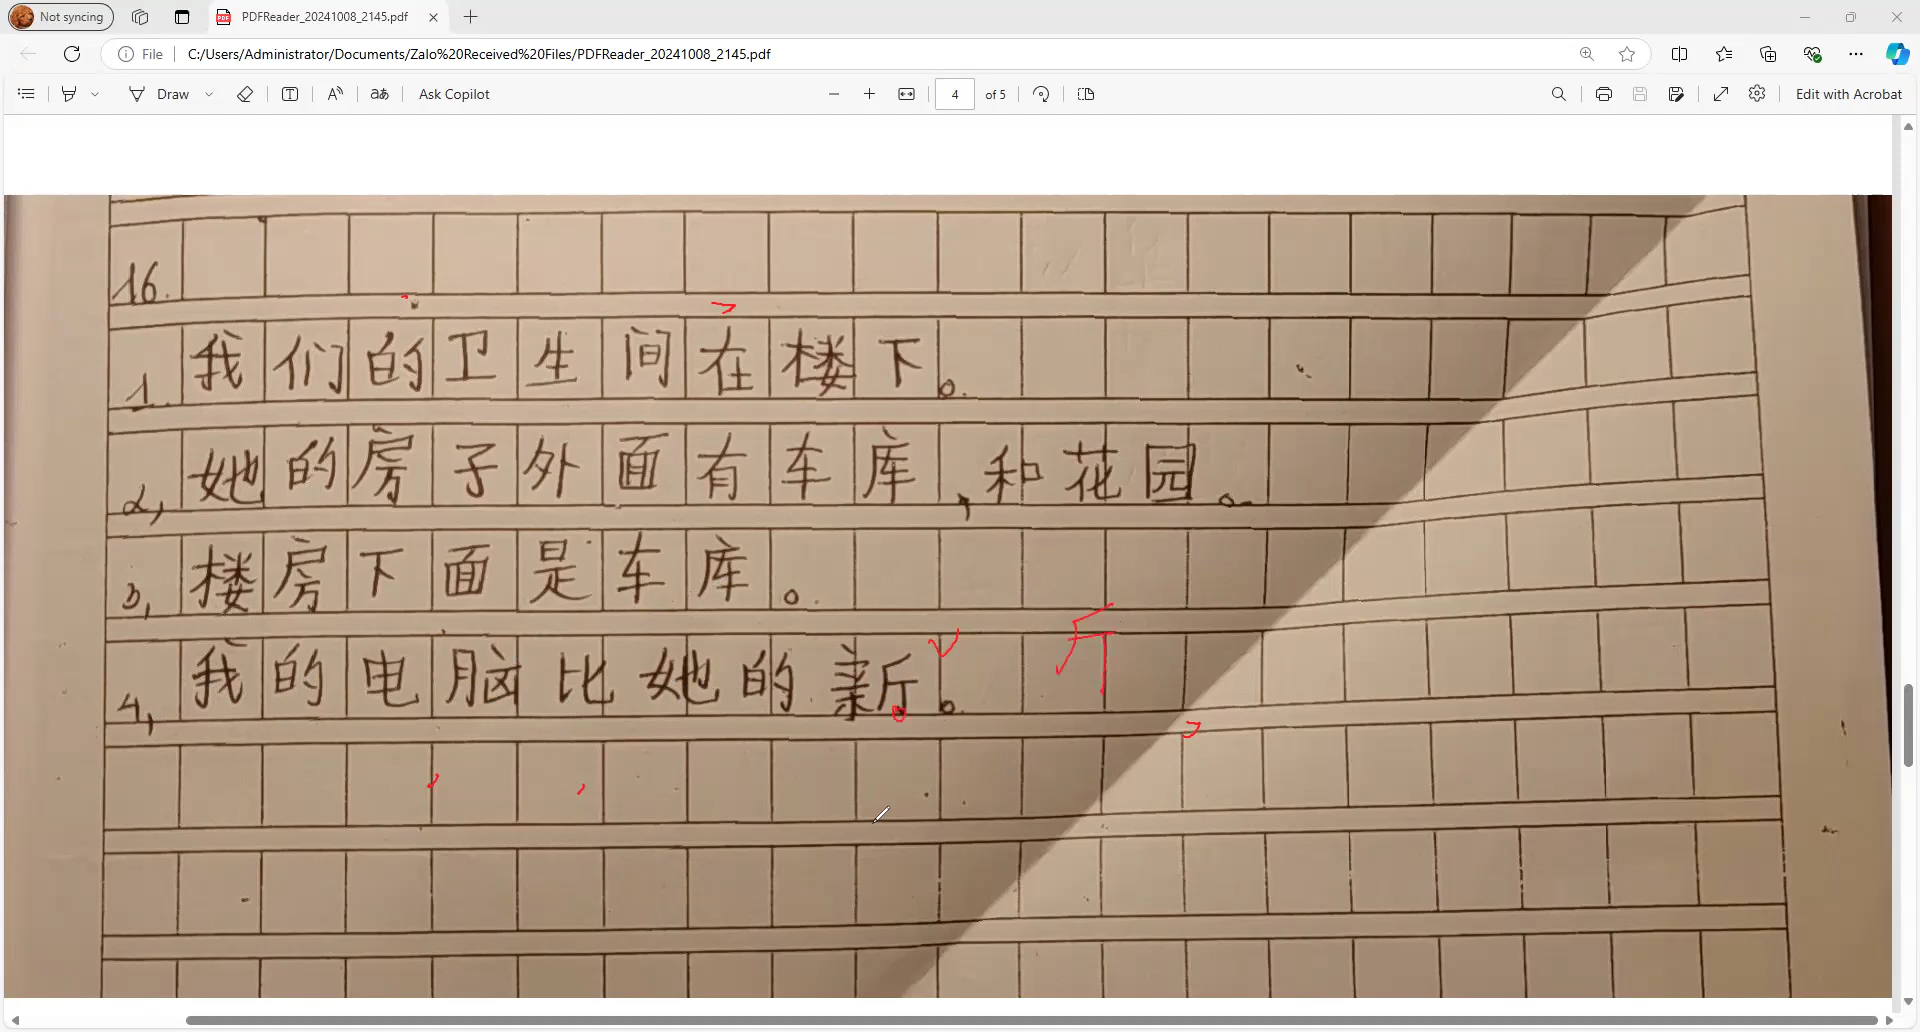 Not syncing
PDFReader_20241008_2145.pdf
File
C:/Users/Administrator/Documents/Zalo%20Received%20Files/PDFReader_20241008_2145.pdf
Draw
aあ
Ask Copilot
4 of 5
Edit with Acrobat
16.
1. 我们的卫生间在楼下。
2, 她的房子外面有车库,和花园。
3, 楼房下面是车库。
斤
4, 我的电脑比她的新。